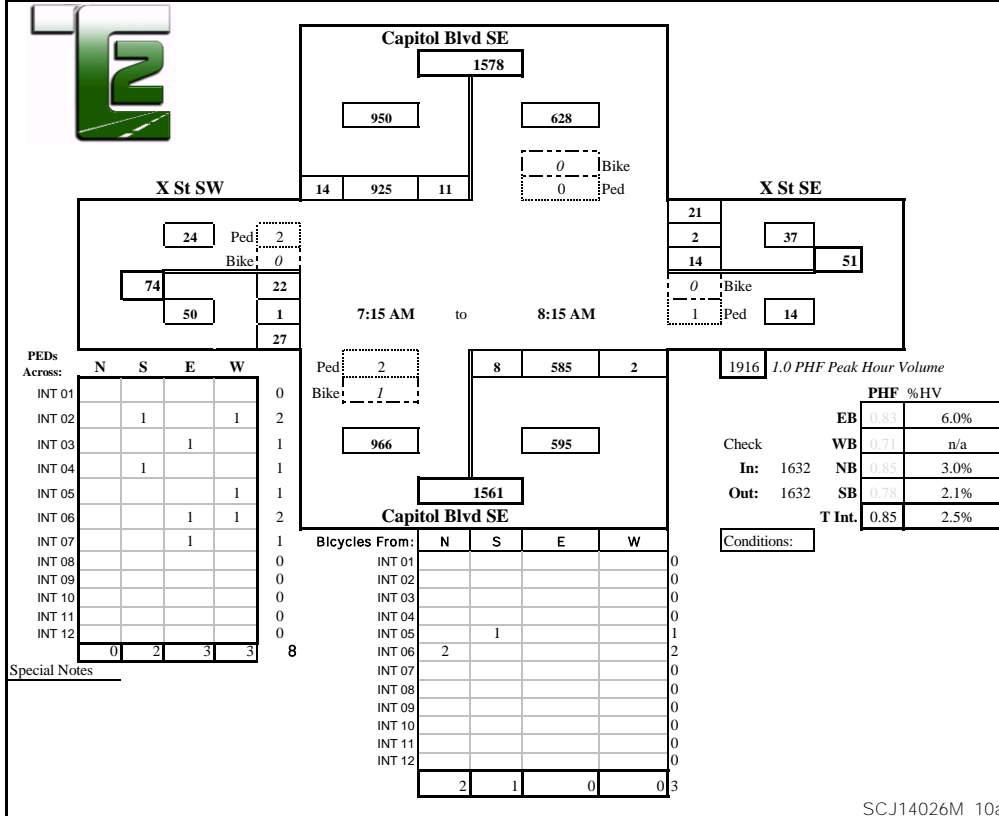 T2
Capitol Blvd SE
1578
950 628
0 Bike
X St SW 14 925 11 0 Ped X St SE
21
24 Ped 2 2 37
Bike 0 14 51
74 22 0 Bike
50 1 7:15 AM to 8:15 AM 1 Ped 14
27
PEDs
Across: N S E W Ped 2 8 585 2 1916 1.0 PHF Peak Hour Volume
INT 01 0 Bike 1 PHF %HV
INT 02 1 1 2 EB 0.83 6.0%
INT 03 1 1 966 595 Check WB 0.71 n/a
INT 04 1 1 In: 1632 NB 0.85 3.0%
INT 05 1 1 1561 Out: 1632 SB 0.78 2.1%
INT 06 1 1 2 Capitol Blvd SE T Int. 0.85 2.5%
INT 07 1 1 Bicycles From: N S E W Conditions:
INT 08 0 INT 01 0
INT 09 0 INT 02 0
INT 10 0 INT 03 0
INT 11 0 INT 04 0
INT 12 0 INT 05 1 1
0 2 3 3 8 INT 06 2 2
Special Notes INT 07 0
INT 08 0
INT 09 0
INT 10 0
INT 11 0
INT 12 0
2 1 0 0 3
SCJ14026M_10a